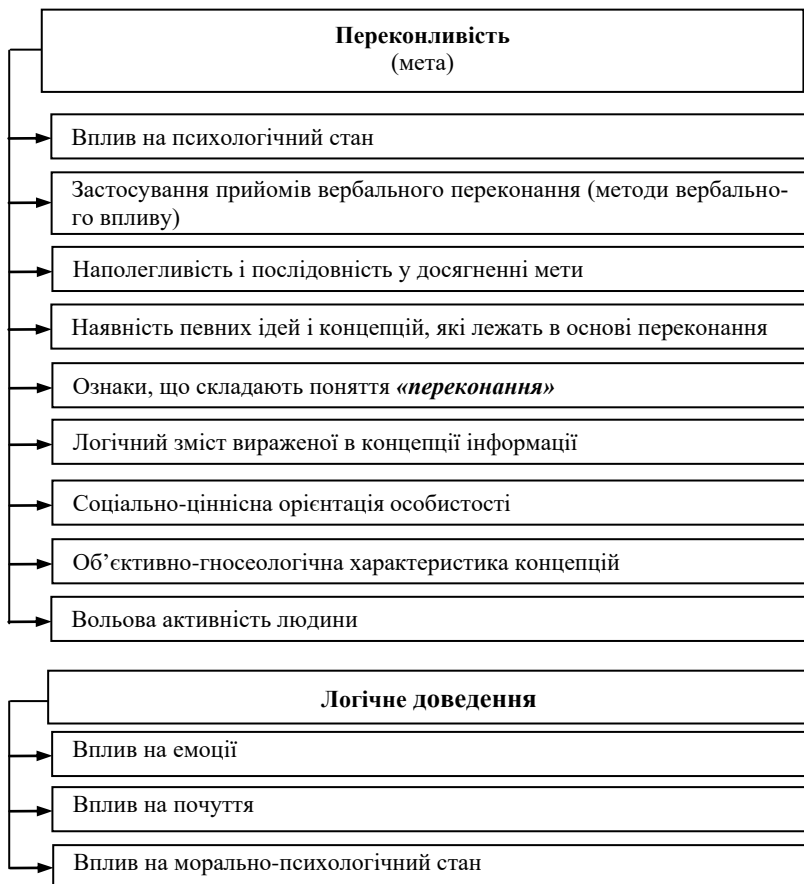 Переконливість
(мета)
Вплив на психологічний стан
Застосування прийомів вербального переконання (методи вербально-
го впливу)
Наполегливість і послідовність у досягненні мети
Наявність певних ідей і концепцій, які лежать в основі переконання
Ознаки, що складають поняття «переконання»
Логічний зміст вираженої в концепції інформації
Соціально-ціннісна орієнтація особистості
Об’єктивно-гносеологічна характеристика концепцій
Вольова активність людини
Логічне доведення
Вплив на емоції
Вплив на почуття
Вплив на морально-психологічний стан